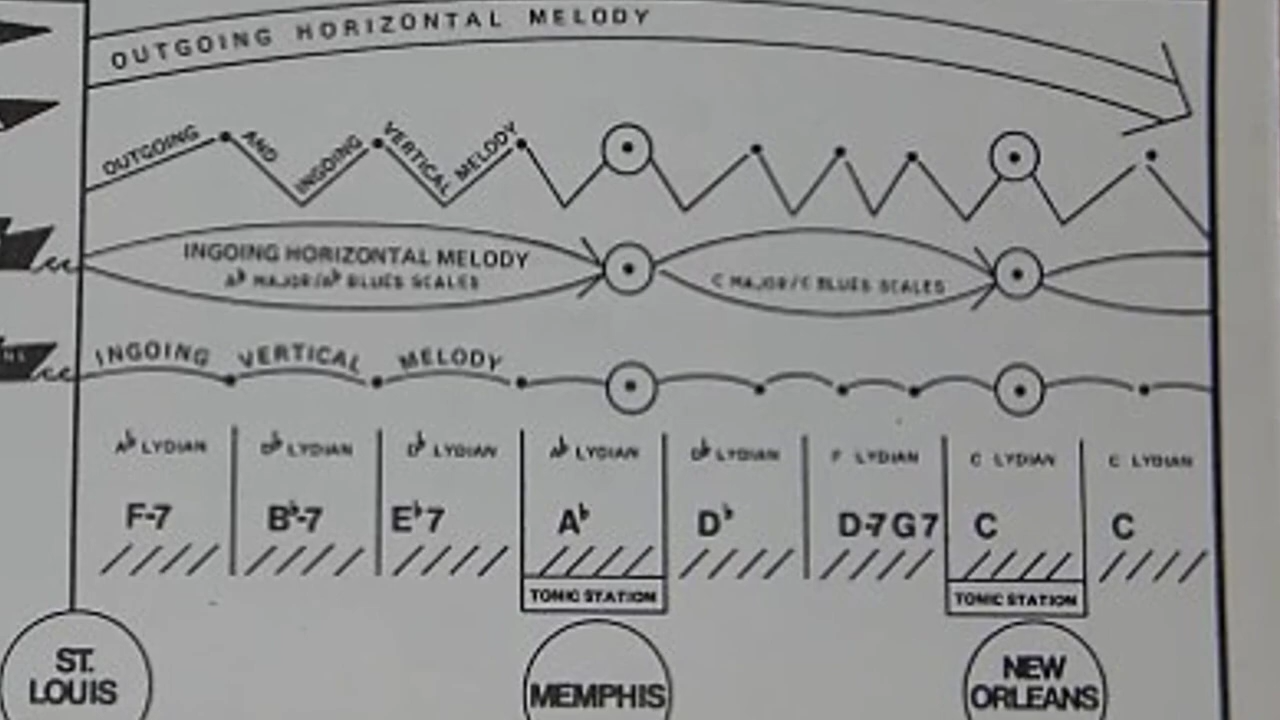 OUTGOING HORIZONTAL MELODY
OUTGOING AND INGOING VERTICAL MELODY
INGOING HORIZONTAL MELODY
A♭ MAJOR/A♭ BLUES SCALES
C MAJOR/C BLUES SCALES
INGOING VERTICAL MELODY
A♭ LYDIAN D♭ LYDIAN D♭ LYDIAN A♭ LYDIAN D♭ LYDIAN F LYDIAN C LYDIAN C LYDIAN
F-7 B♭-7 E♭7 A♭ D♭ D-7 G7 C C
TONIC STATION TONIC STATION
ST. LOUIS
MEMPHIS
NEW ORLEANS